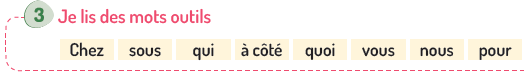 3 Je lis des mots outils
Chez sous qui à côté quoi vous nous pour